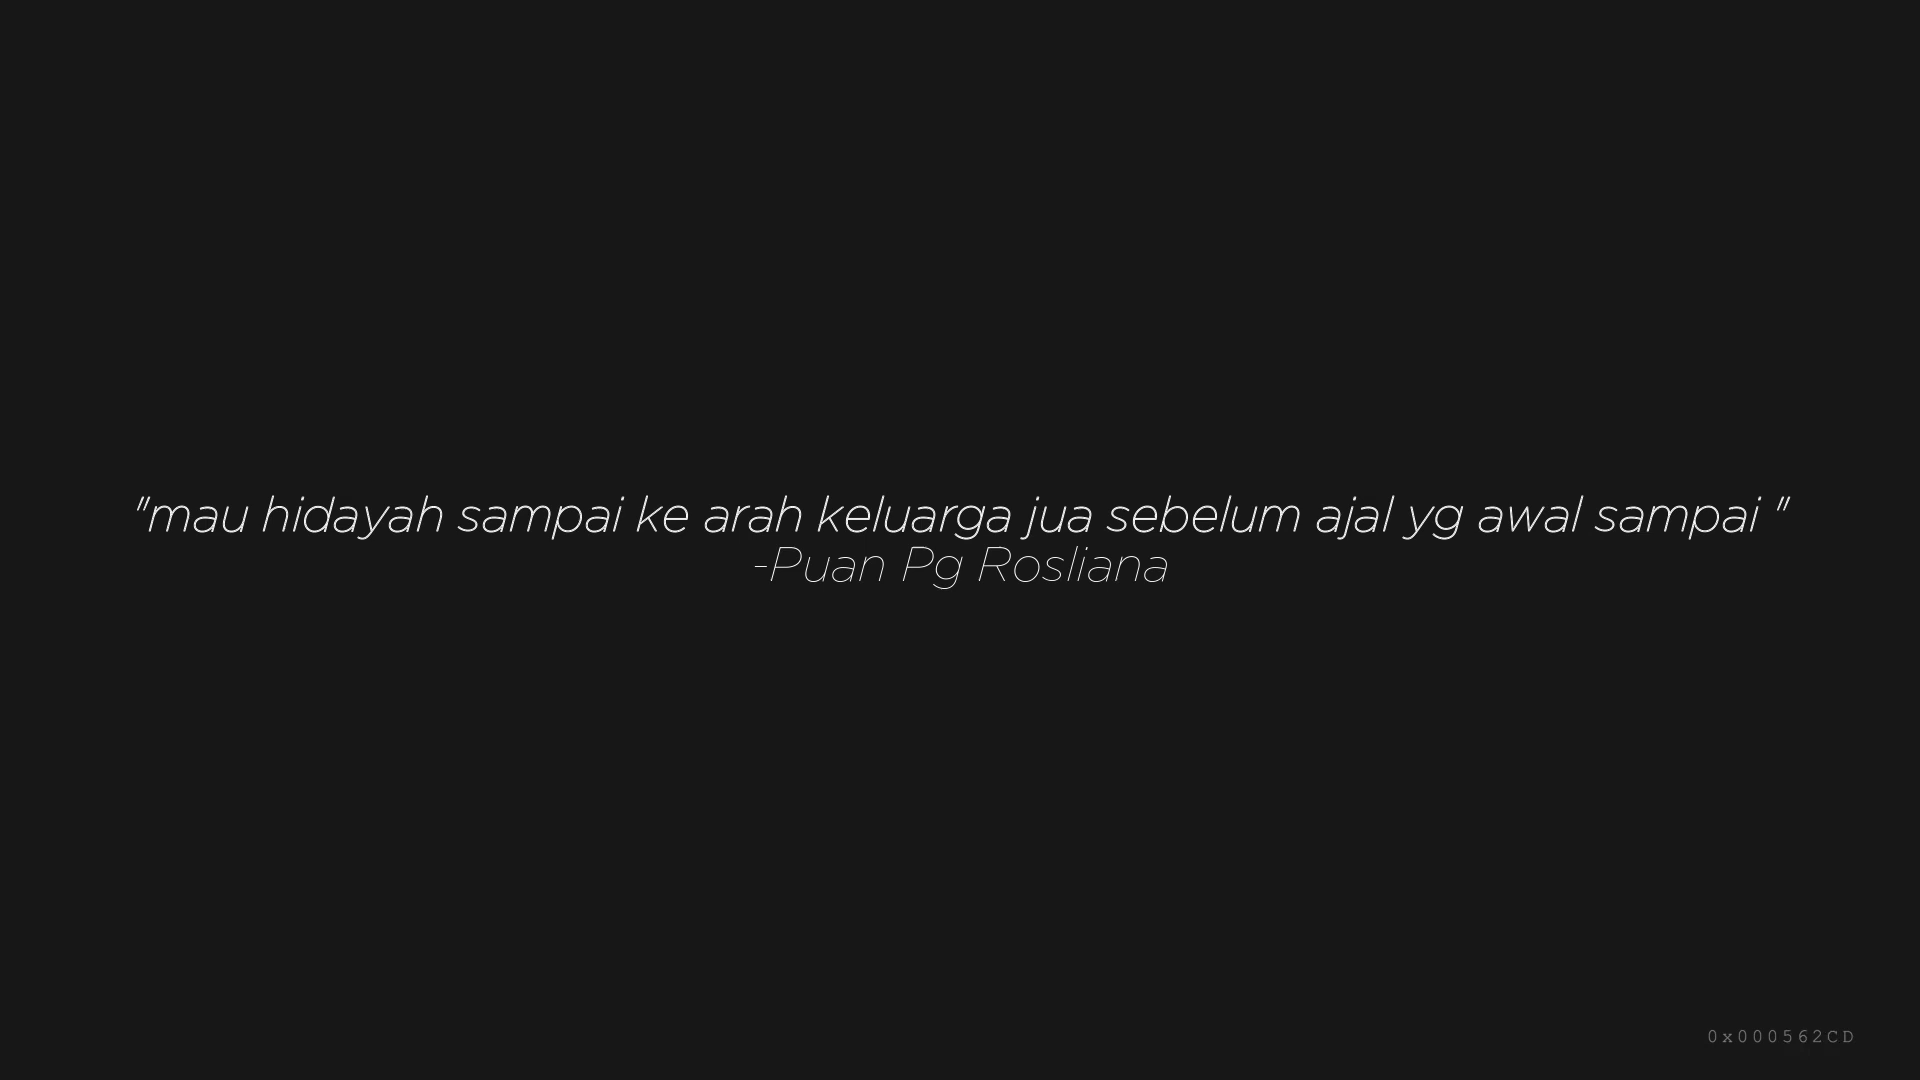 "mau hidayah sampai ke arah keluarga jua sebelum ajal yg awal sampai "
-Puan Pg Rosliana
0x000562CD